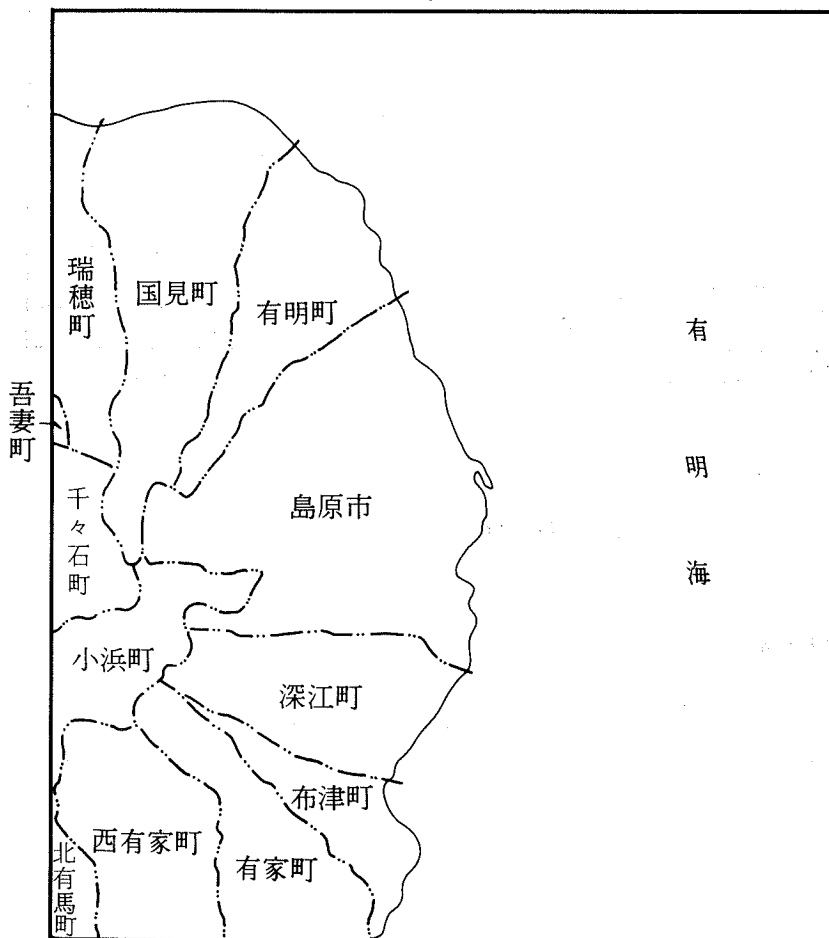 瑞穂町
国見町
有明町
有明海
吾妻町
島原市
千々石町
小浜町
深江町
布津町
西有家町
有家町
北有馬町